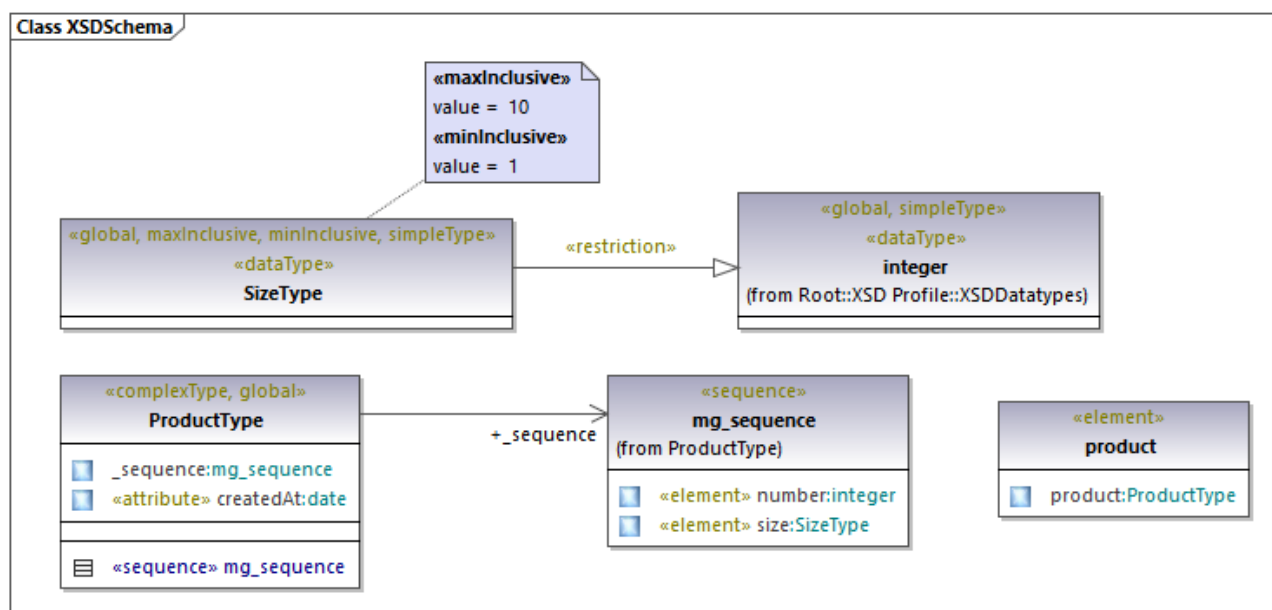 Class XSDSchema
«maxInclusive»
value = 10
«minInclusive»
value = 1
«global, maxInclusive, minInclusive, simpleType»
«dataType»
SizeType
«restriction»
«global, simpleType»
«dataType»
integer
(from Root::XSD Profile::XSDDatatypes)
«complexType, global»
ProductType
_sequence:mg_sequence
«attribute» createdAt:date
«sequence» mg_sequence
+_sequence
«sequence»
mg_sequence
(from ProductType)
«element» number:integer
«element» size:SizeType
«element»
product
product:ProductType